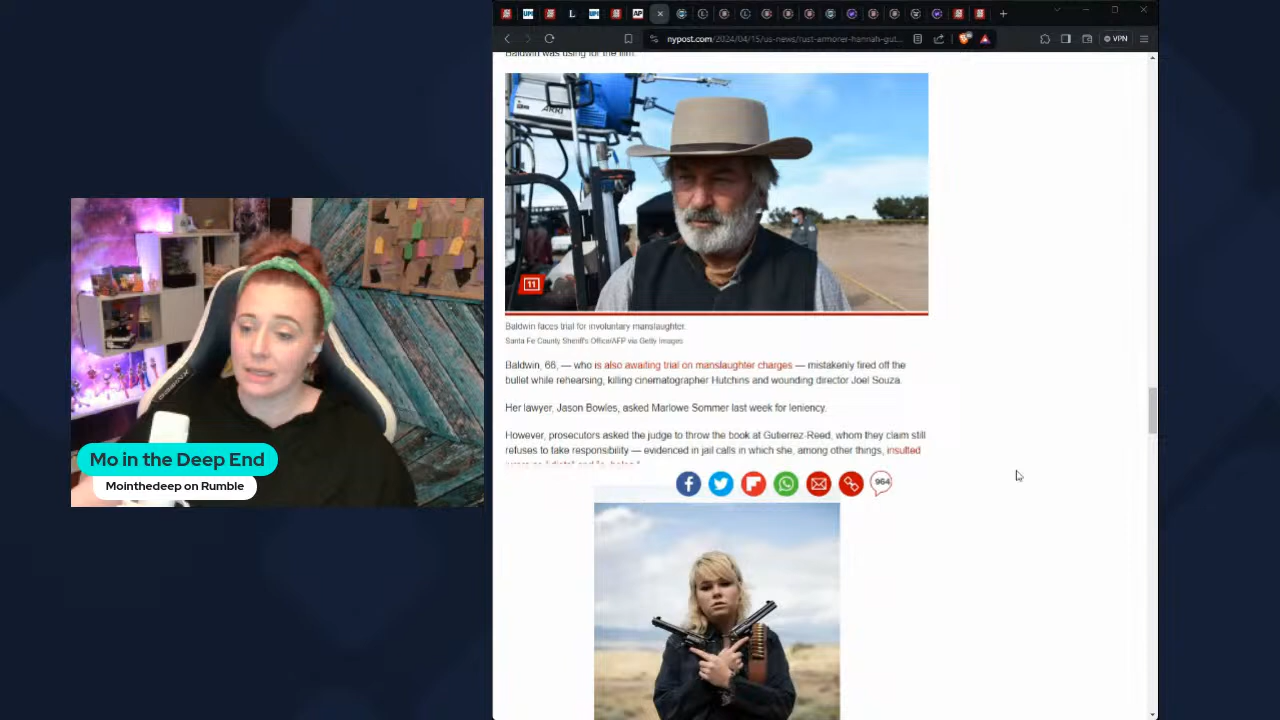 nypost.com/2024/04/15/us-news/rust-armorer-hannah-gut...
VPN
Baldwin was using for the film.
11
Baldwin faces trial for involuntary manslaughter.
Santa Fe County Sheriff's Office/AFP via Getty Images
Baldwin, 66, — who is also awaiting trial on manslaughter charges — mistakenly fired off the
bullet while rehearsing, killing cinematographer Hutchins and wounding director Joel Souza.
Her lawyer, Jason Bowles, asked Marlowe Sommer last week for leniency.
However, prosecutors asked the judge to throw the book at Gutierrez-Reed, whom they claim still
refuses to take responsibility — evidenced in jail calls in which she, among other things, insulted
964
Mo in the Deep End
Mointhedeep on Rumble